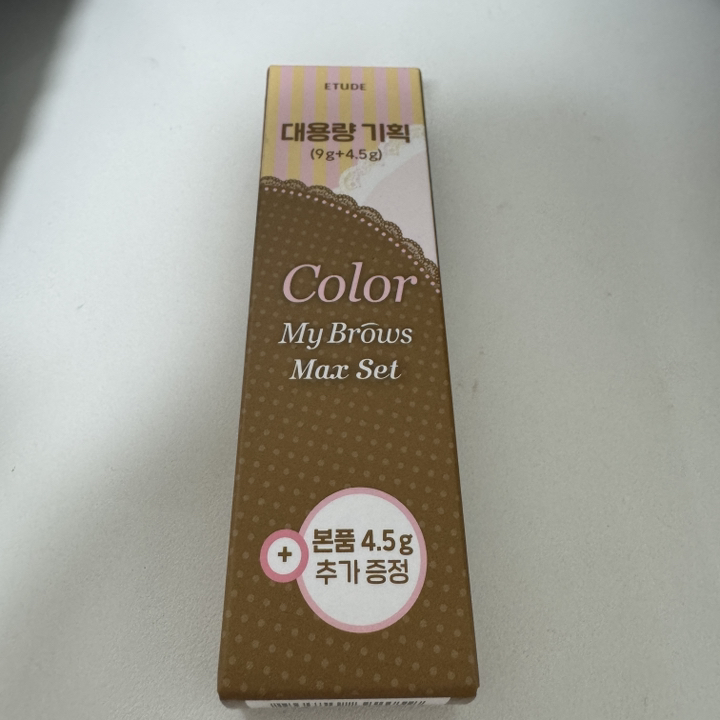 ETUDE
대용량 기획
(9g+4.5g)
Color
My Brows
Max Set
+
본품 4.5g
추가 증정